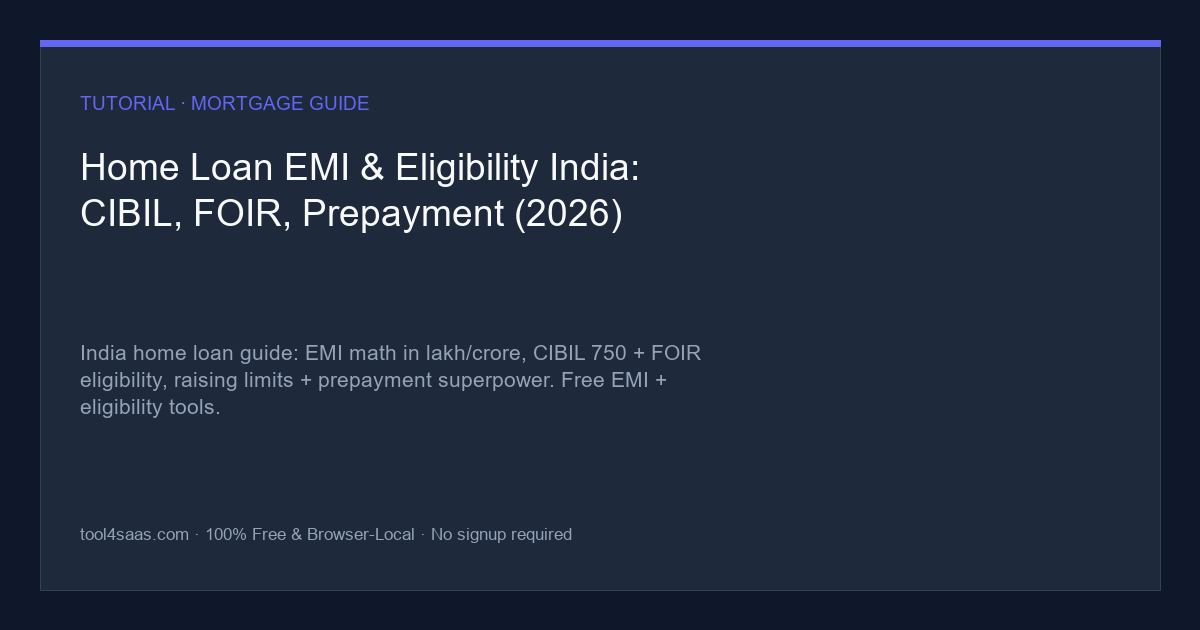 TUTORIAL · MORTGAGE GUIDE
Home Loan EMI & Eligibility India:
CIBIL, FOIR, Prepayment (2026)
India home loan guide: EMI math in lakh/crore, CIBIL 750 + FOIR
eligibility, raising limits + prepayment superpower. Free EMI +
eligibility tools.
tool4saas.com · 100% Free & Browser-Local · No signup required